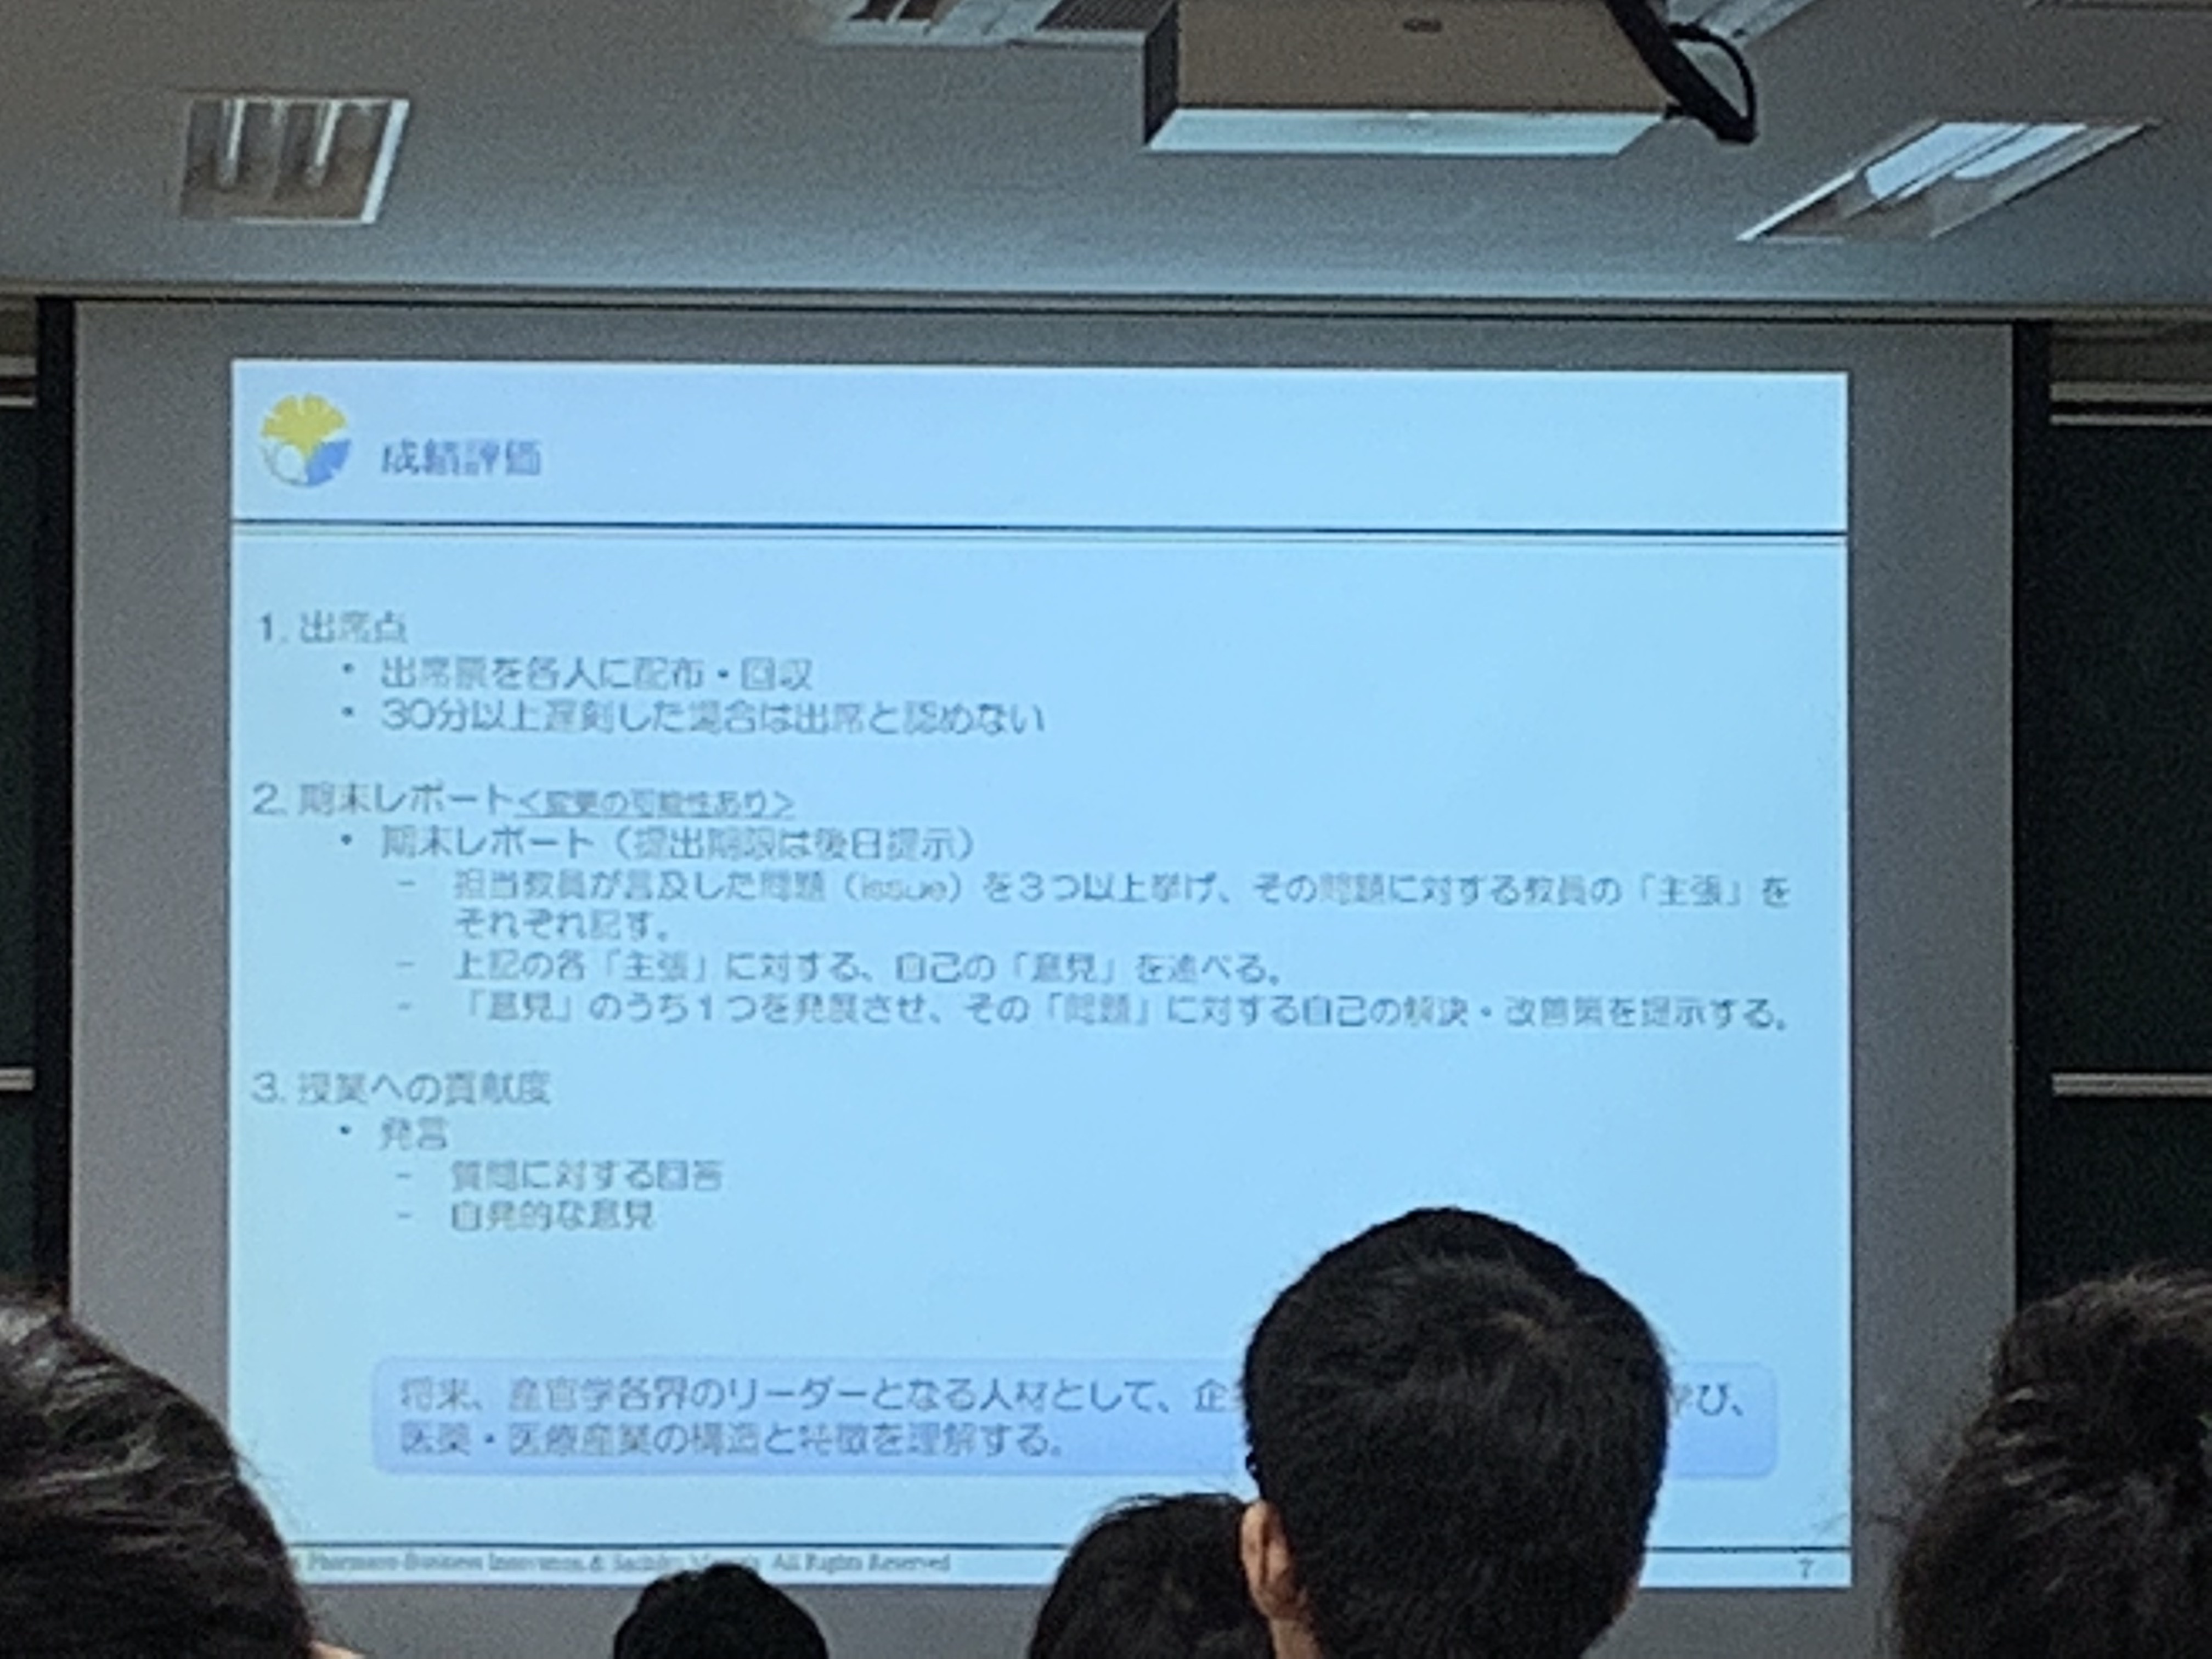 成績評価
1. 出席点
• 出席票を各人に配布・回収
• 30分以上遅刻した場合は出席と認めない
2. 期末レポート<変更の可能性あり>
• 期末レポート（提出期限は後日提示）
- 担当教員が言及した問題（issue）を３つ以上挙げ、その問題に対する教員の「主張」を
それぞれ記す。
- 上記の各「主張」に対する、自己の「意見」を述べる。
- 「意見」のうち１つを発展させ、その「問題」に対する自己の解決・改善策を提示する。
3. 授業への貢献度
• 発言
- 質問に対する回答
- 自発的な意見
将来、産官学各界のリーダーとなる人材として、企 び、
医薬・医療産業の構造と特徴を理解する。
Pharmaco-Business Innovation & All Rights Reserved
7